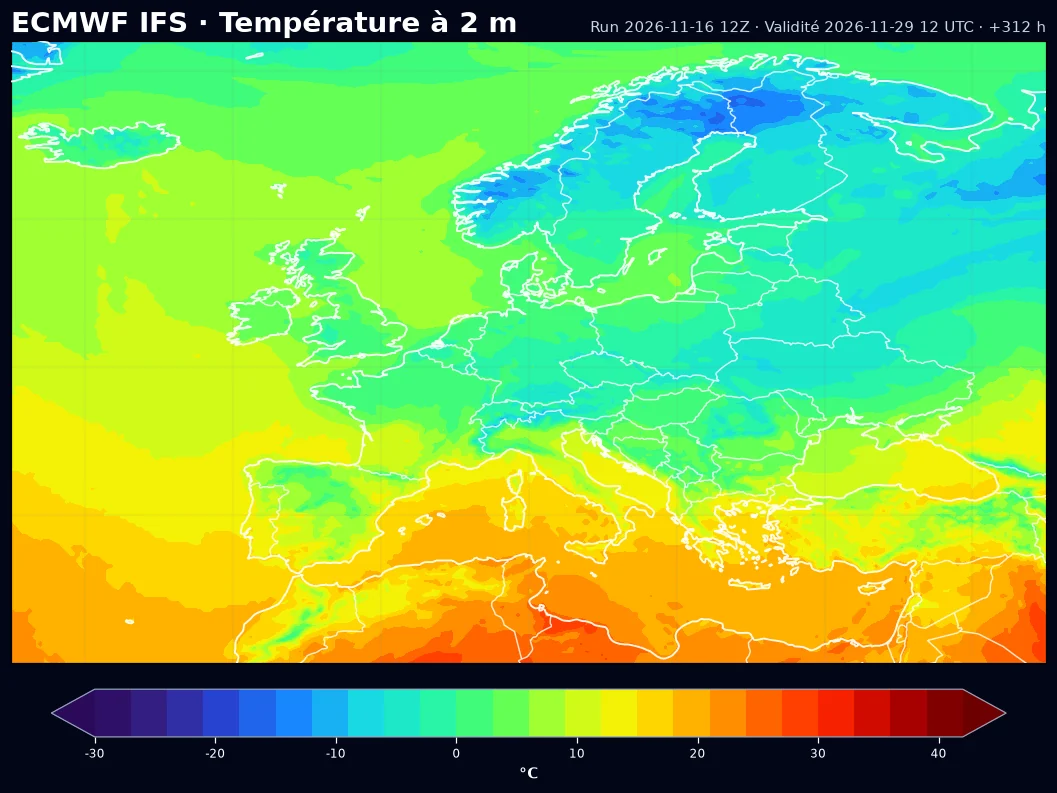 ECMWF IFS · Température à 2 m
Run 2026-11-16 12Z · Validité 2026-11-29 12 UTC · +312 h
-30 -20 -10 0 10 20 30 40
°C